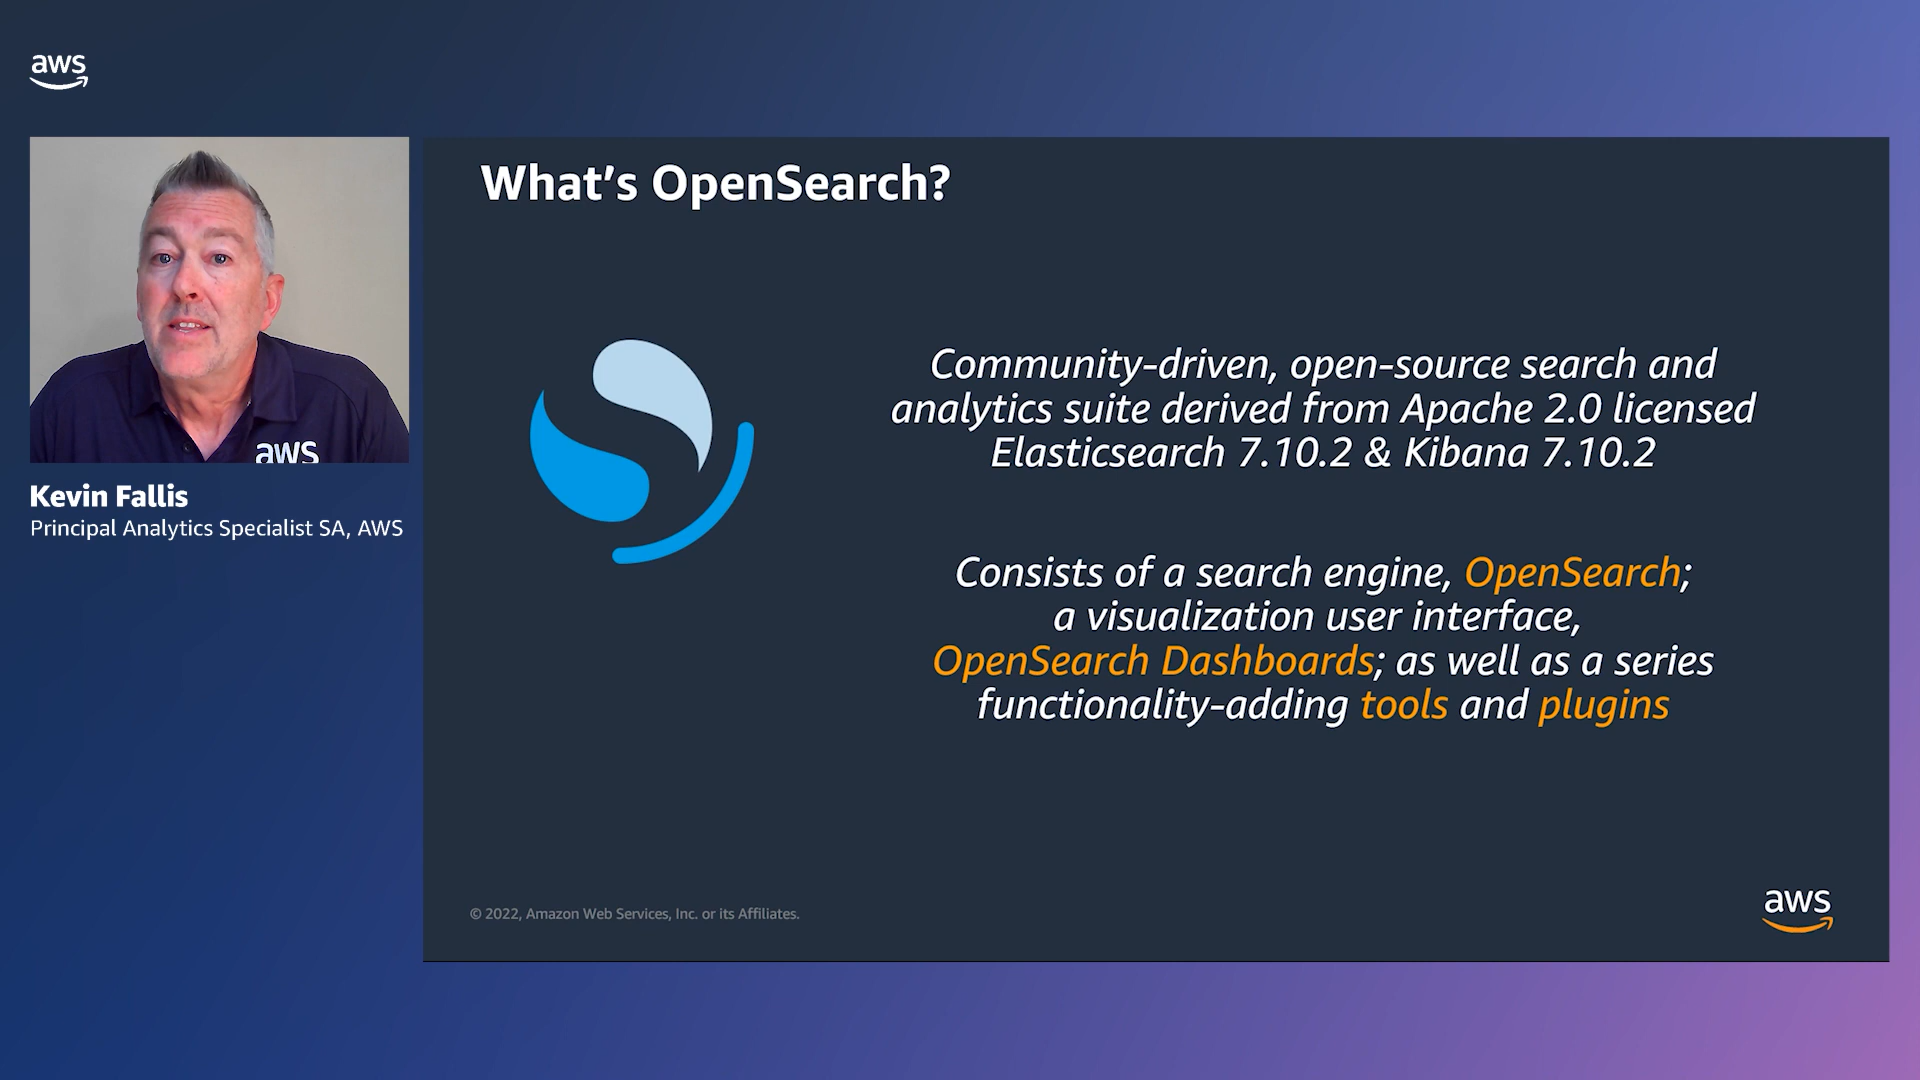 aws
What's OpenSearch?
aws
Kevin Fallis
Principal Analytics Specialist SA, AWS
Community-driven, open-source search and
analytics suite derived from Apache 2.0 licensed
Elasticsearch 7.10.2 & Kibana 7.10.2
Consists of a search engine, OpenSearch;
a visualization user interface,
OpenSearch Dashboards; as well as a series
functionality-adding tools and plugins
© 2022, Amazon Web Services, Inc. or its Affiliates.
aws